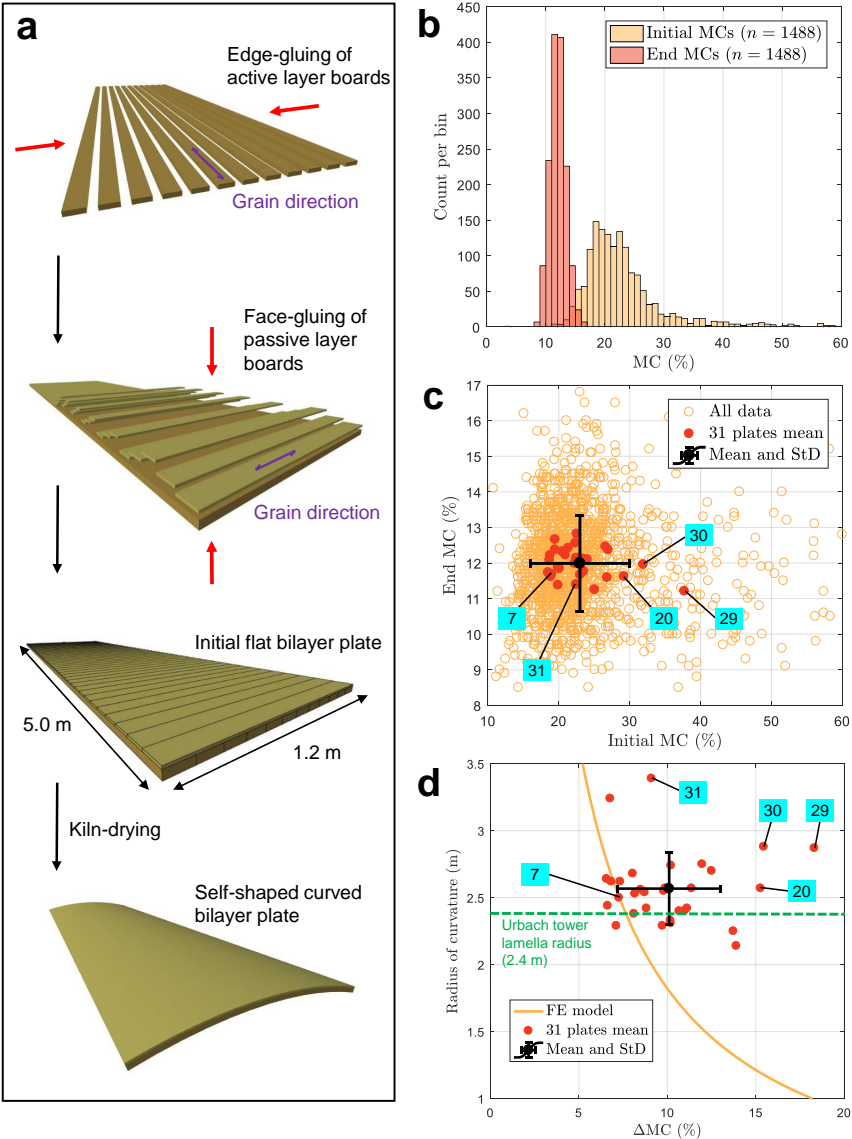 a
Edge-gluing of
active layer boards
Grain direction
Face-gluing of
passive layer
boards
Grain direction
Initial flat bilayer plate
5.0 m
1.2 m
Kiln-drying
Self-shaped curved
bilayer plate
b
450
400
350
300
250
200
150
100
50
0
Count per bin
Initial MCs (n = 1488)
End MCs (n = 1488)
0 10 20 30 40 50 60
MC (%)
c
17
16
15
14
13
12
11
10
9
8
End MC (%)
All data
31 plates mean
Mean and StD
30
7
20
29
31
10 20 30 40 50 60
Initial MC (%)
d
3.5
3
2.5
2
1.5
1
Radius of curvature (m)
31
30
29
7
20
Urbach tower
lamella radius
(2.4 m)
FE model
31 plates mean
Mean and StD
0 5 10 15 20
ΔMC (%)